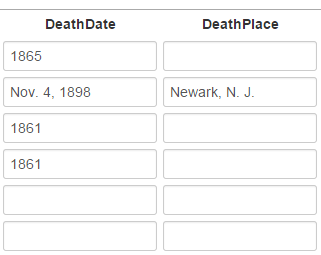 DeathDate DeathPlace
1865
Nov. 4, 1898 Newark, N. J.
1861
1861